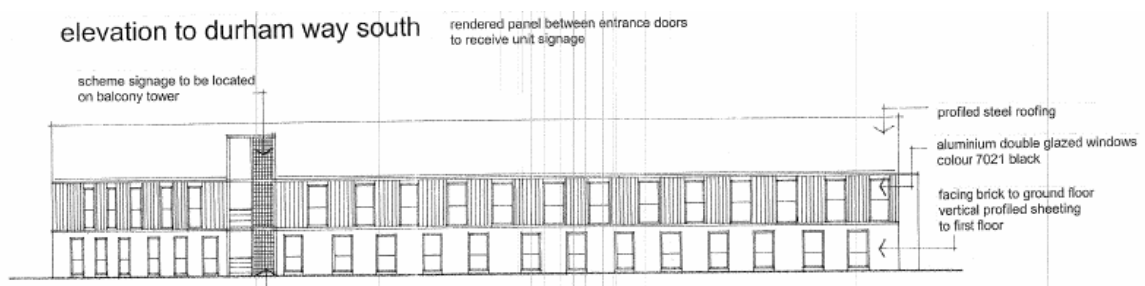 elevation to durham way south
rendered panel between entrance doors
to receive unit signage
scheme signage to be located
on balcony tower
profiled steel roofing
aluminium double glazed windows
colour 7021 black
facing brick to ground floor
vertical profiled sheeting
to first floor